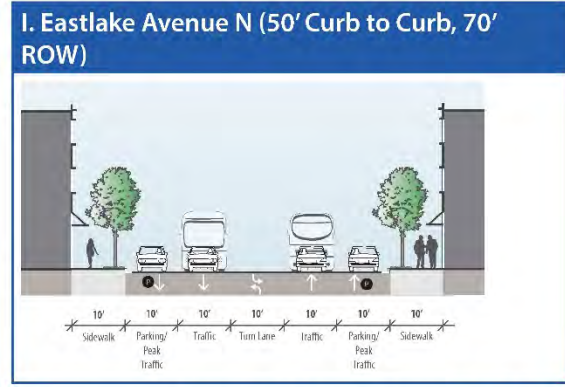 I. Eastlake Avenue N (50’ Curb to Curb, 70’
ROW)
P P
10’ 10’ 10’ 10’ 10’ 10’ 10’
Sidewalk Parking/ Traffic Turn Lane Traffic Parking/ Sidewalk
Peak Peak
Traffic Traffic